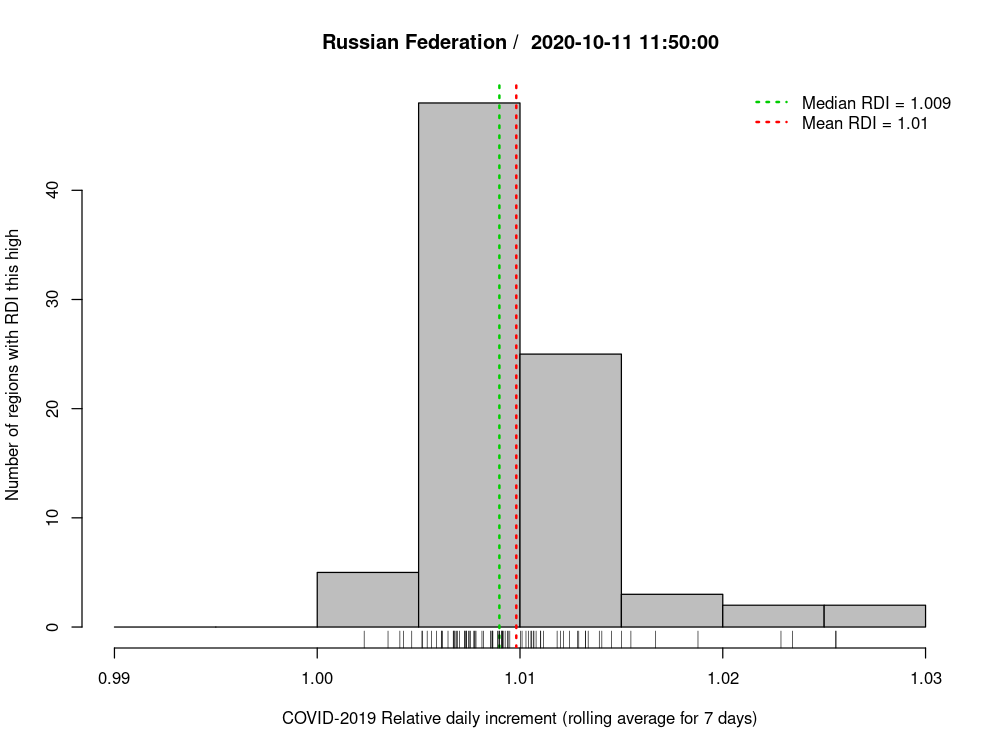 Russian Federation /  2020-10-11 11:50:00
Median RDI = 1.009
Mean RDI = 1.01
Number of regions with RDI this high
40
30
20
10
0
0.99 1.00 1.01 1.02 1.03
COVID-2019 Relative daily increment (rolling average for 7 days)